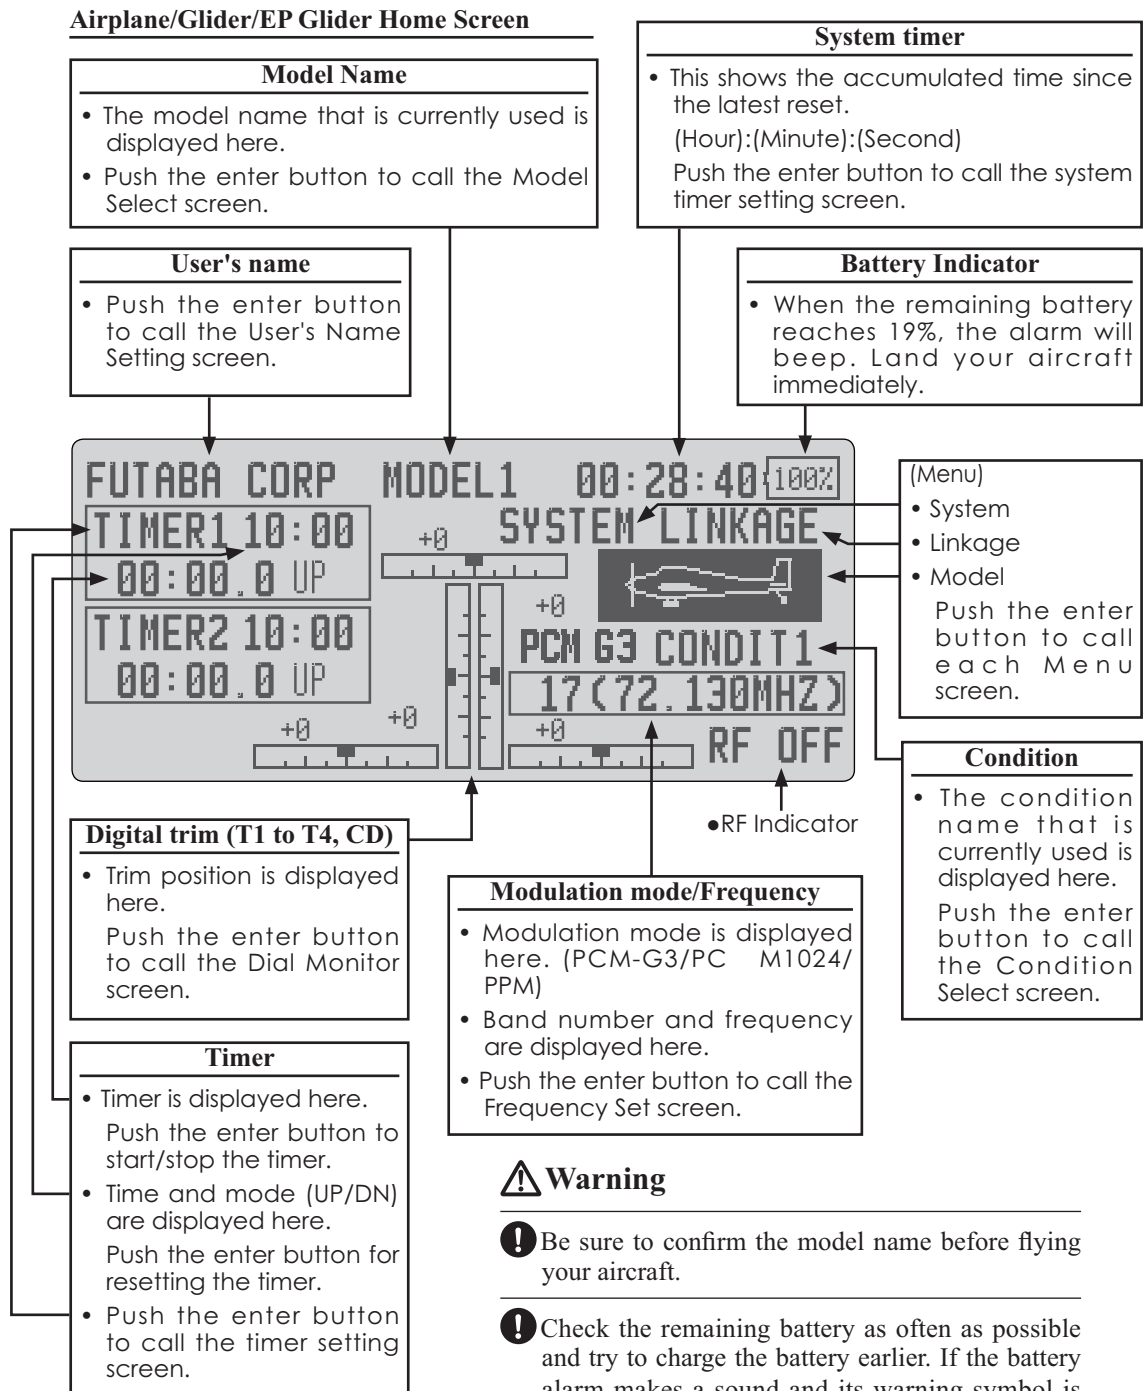 Airplane/Glider/EP Glider Home Screen
Model Name
• The model name that is currently used is
displayed here.
• Push the enter button to call the Model
Select screen.
System timer
• This shows the accumulated time since
the latest reset.
(Hour):(Minute):(Second)
Push the enter button to call the system
timer setting screen.
User's name
• Push the enter button
to call the User's Name
Setting screen.
Battery Indicator
• When the remaining battery
reaches 19%, the alarm will
beep. Land your aircraft
immediately.
FUTABA CORP MODEL1 00:28:40 100%
TIMER1 10:00
00:00.0 UP
TIMER2 10:00
00:00.0 UP
+0
SYSTEM LINKAGE
+0
PCM G3 CONDIT1
17(72.130MHZ)
+0
+0
+0
RF OFF
(Menu)
• System
• Linkage
• Model
Push the enter
button to call
each Menu
screen.
Condition
• The condition
name that is
currently used is
displayed here.
Push the enter
button to call
the Condition
Select screen.
●RF Indicator
Digital trim (T1 to T4, CD)
• Trim position is displayed
here.
Push the enter button
to call the Dial Monitor
screen.
Modulation mode/Frequency
• Modulation mode is displayed
here. (PCM-G3/PC M1024/
PPM)
• Band number and frequency
are displayed here.
• Push the enter button to call the
Frequency Set screen.
Timer
• Timer is displayed here.
Push the enter button to
start/stop the timer.
• Time and mode (UP/DN)
are displayed here.
Push the enter button for
resetting the timer.
• Push the enter button
to call the timer setting
screen.
Warning
Be sure to confirm the model name before flying
your aircraft.
Check the remaining battery as often as possible
and try to charge the battery earlier. If the battery
alarm makes a sound and its warning symbol is